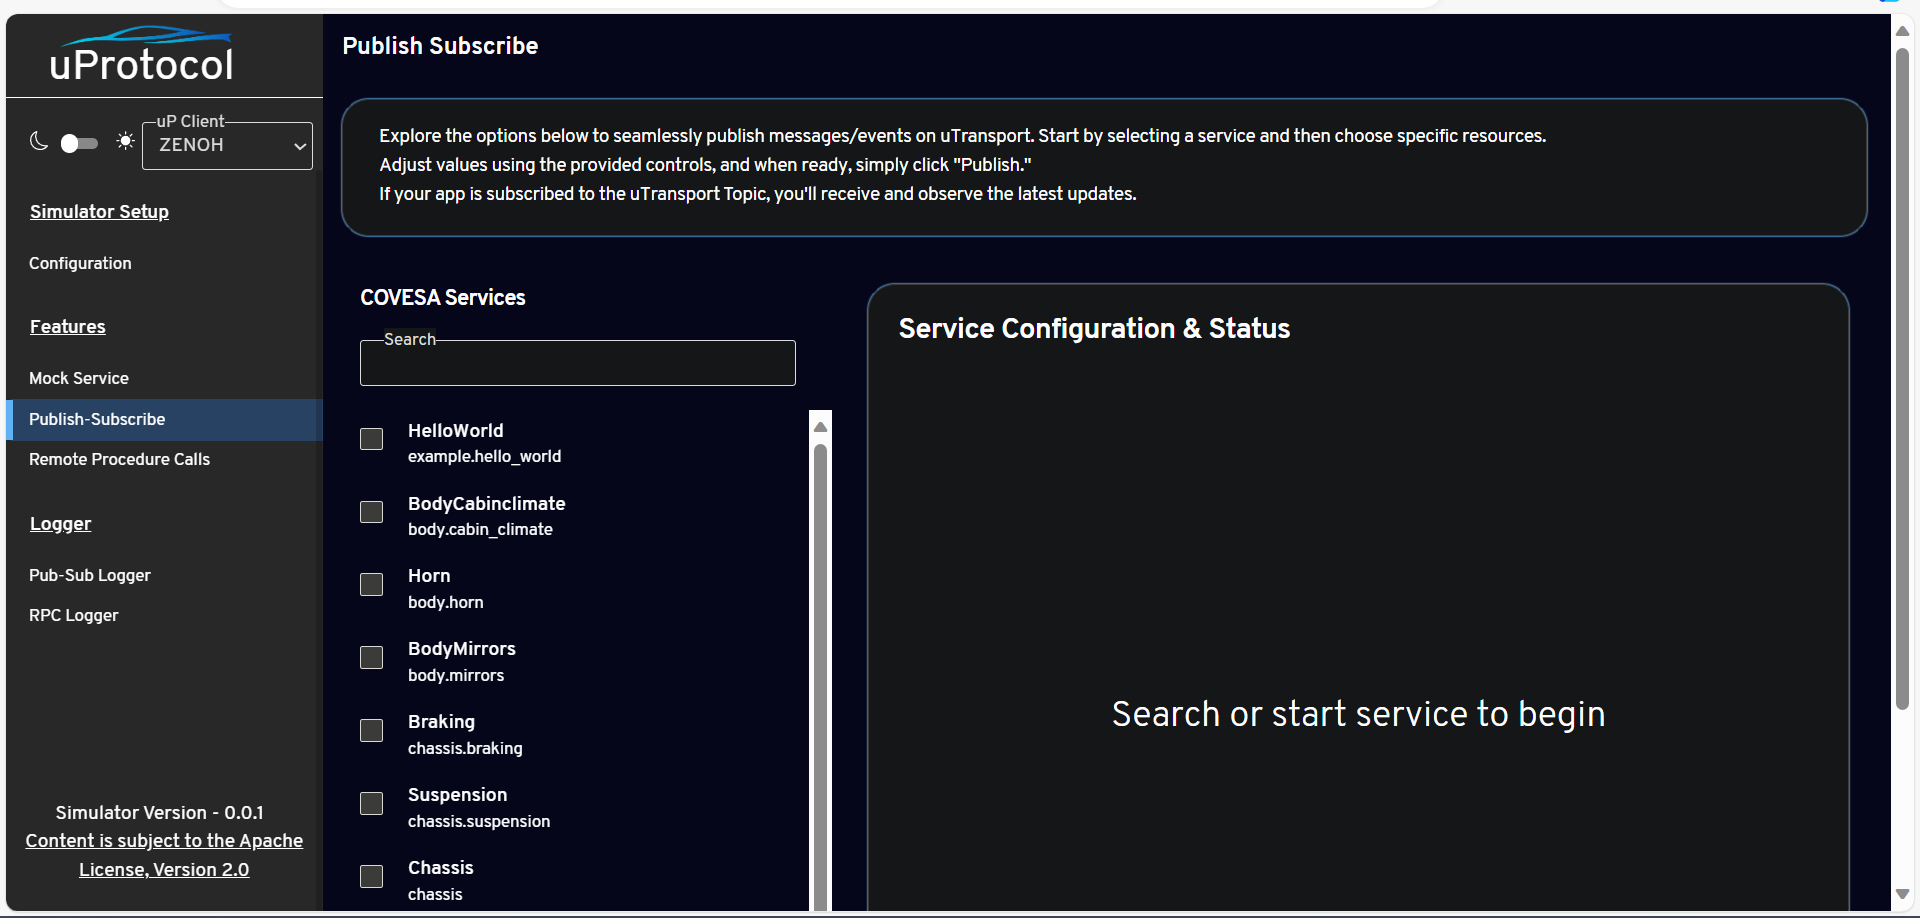 uProtocol
uP Client
ZENOH
Simulator Setup
Configuration
Features
Mock Service
Publish-Subscribe
Remote Procedure Calls
Logger
Pub-Sub Logger
RPC Logger
Simulator Version - 0.0.1
Content is subject to the Apache
License, Version 2.0
Publish Subscribe
Explore the options below to seamlessly publish messages/events on uTransport. Start by selecting a service and then choose specific resources.
Adjust values using the provided controls, and when ready, simply click "Publish."
If your app is subscribed to the uTransport Topic, you'll receive and observe the latest updates.
COVESA Services
Search
HelloWorld
example.hello_world
BodyCabinclimate
body.cabin_climate
Horn
body.horn
BodyMirrors
body.mirrors
Braking
chassis.braking
Suspension
chassis.suspension
Chassis
chassis
Service Configuration & Status
Search or start service to begin